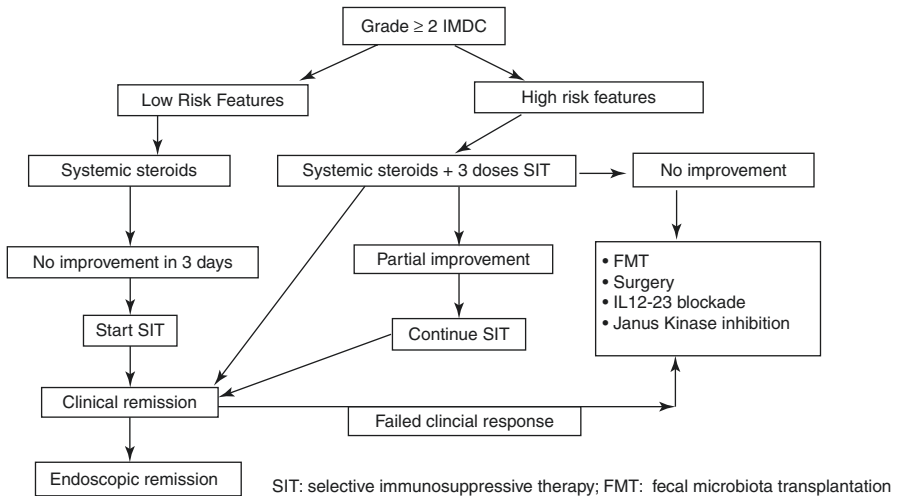 Grade ≥ 2 IMDC
Low Risk Features
High risk features
Systemic steroids
Systemic steroids + 3 doses SIT
No improvement
No improvement in 3 days
Partial improvement
• FMT
• Surgery
• IL12-23 blockade
• Janus Kinase inhibition
Start SIT
Continue SIT
Clinical remission
Failed clincial response
Endoscopic remission
SIT: selective immunosuppressive therapy; FMT: fecal microbiota transplantation